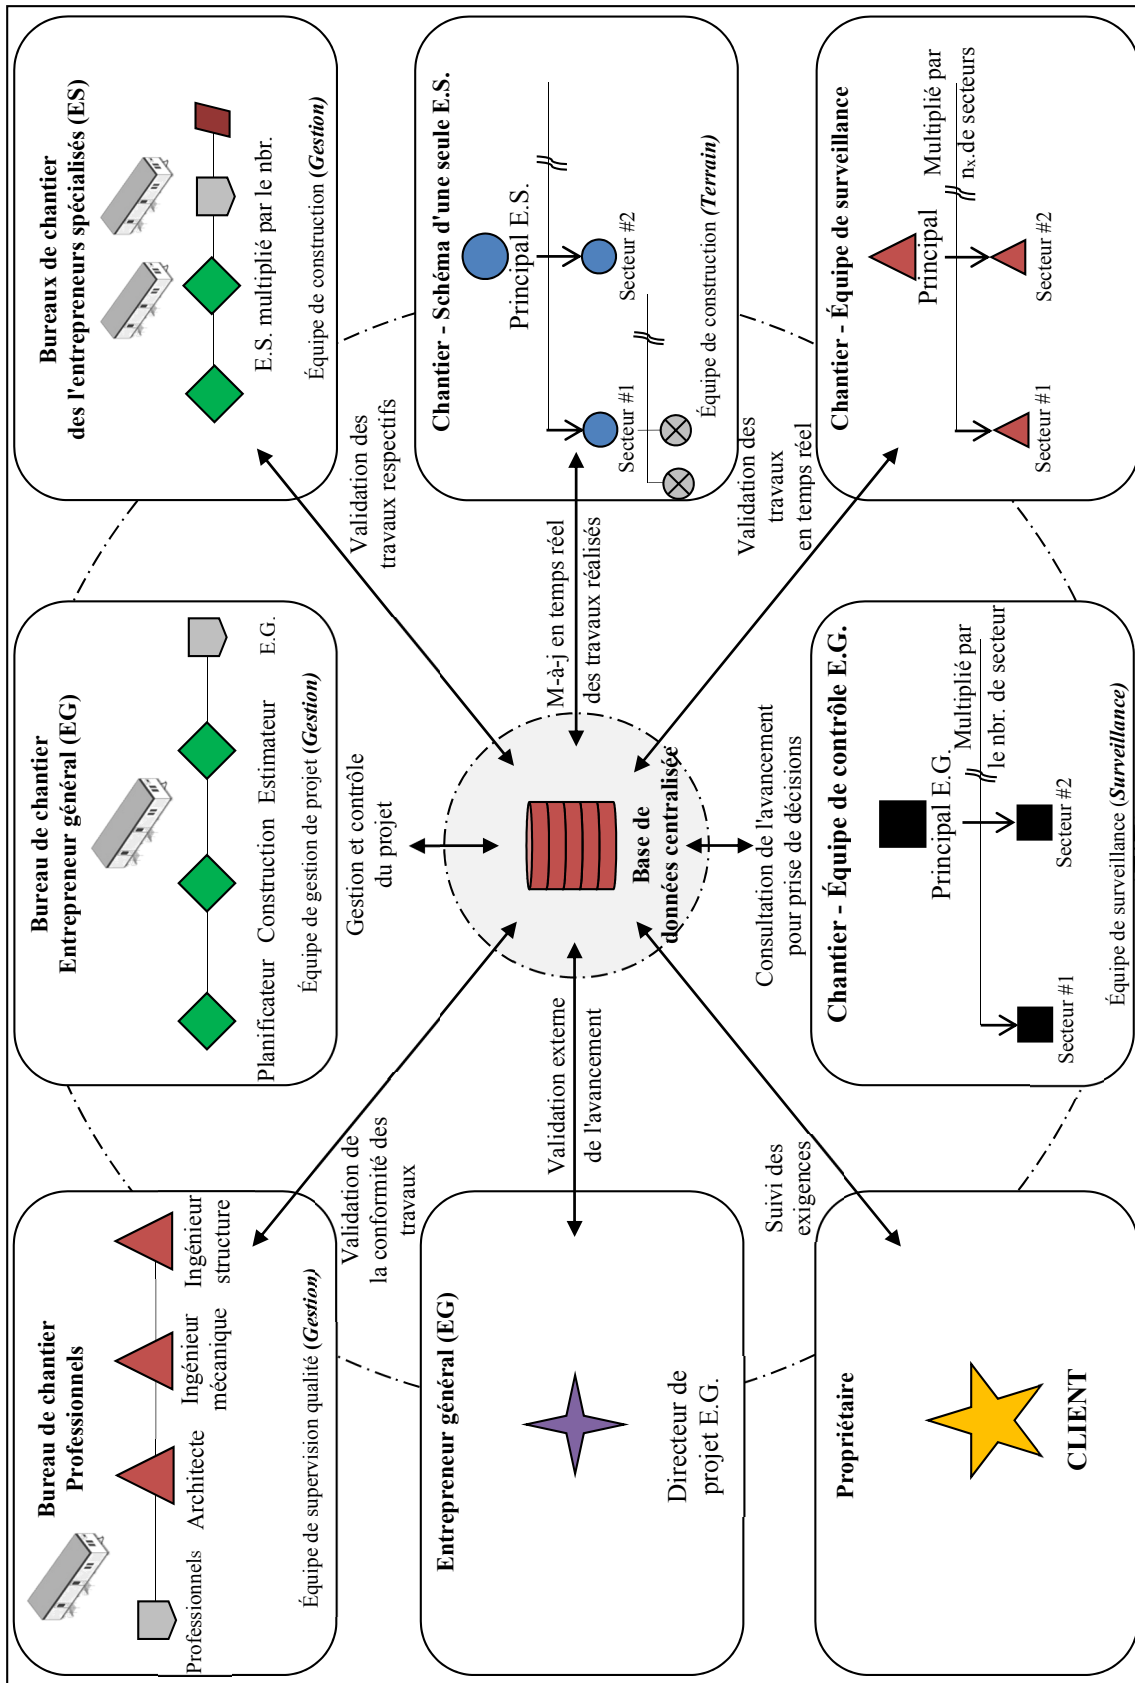 Bureau de chantier
Professionnels
Professionnels
Architecte
Ingénieur
mécanique
Ingénieur
structure
Équipe de supervision qualité (Gestion)
Bureau de chantier
Entrepreneur général (EG)
Planificateur
Construction
Estimateur
E.G.
Équipe de gestion de projet (Gestion)
Bureaux de chantier
des l'entrepreneurs spécialisés (ES)
E.S. multiplié par le nbr.
Équipe de construction (Gestion)
Validation de
la conformité des
travaux
Gestion et contrôle
du projet
Validation des
travaux respectifs
Entrepreneur général (EG)
Directeur de
projet E.G.
Validation externe
de l'avancement
Base de
données centralisée
M-à-j en temps réel
des travaux réalisés
Chantier - Schéma d'une seule E.S.
Principal E.S.
Secteur #1
Secteur #2
Équipe de construction (Terrain)
Suivi des
exigences
Consultation de l'avancement
pour prise de décisions
Validation des
travaux
en temps réel
Propriétaire
CLIENT
Chantier - Équipe de contrôle E.G.
Principal E.G.
Multiplié par
le nbr. de secteur
Secteur #1
Secteur #2
Équipe de surveillance (Surveillance)
Chantier - Équipe de surveillance
Principal
Multiplié par
nx.de secteurs
Secteur #1
Secteur #2